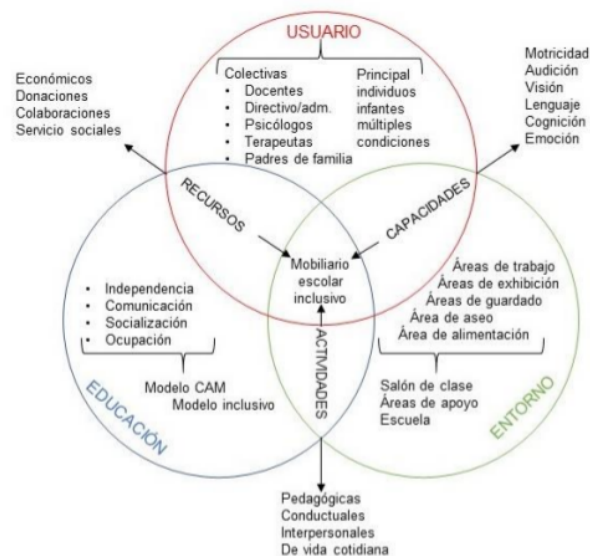 USUARIO
Colectivas
• Docentes
• Directivo/adm.
• Psicólogos
• Terapeutas
• Padres de familia
Principal
individuos
infantes
múltiples
condiciones
Económicos
Donaciones
Colaboraciones
Servicio sociales
Motricidad
Audición
Visión
Lenguaje
Cognición
Emoción
RECURSOS
CAPACIDADES
Mobiliario
escolar
inclusivo
ACTIVIDADES
• Independencia
• Comunicación
• Socialización
• Ocupación
Modelo CAM
Modelo inclusivo
EDUCACIÓN
Áreas de trabajo
Áreas de exhibición
Áreas de guardado
Área de aseo
Área de alimentación
Salón de clase
Áreas de apoyo
Escuela
ENTORNO
Pedagógicas
Conductuales
Interpersonales
De vida cotidiana